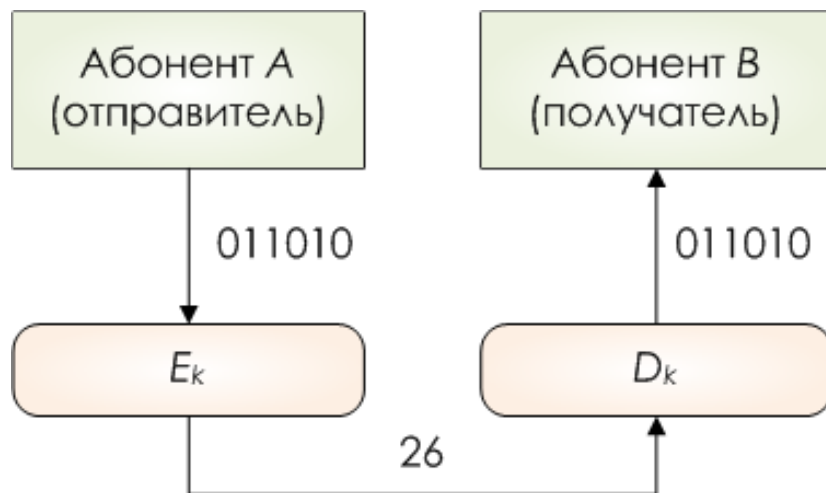 Абонент A
(отправитель)
Абонент B
(получатель)
011010
011010
Ek
Dk
26